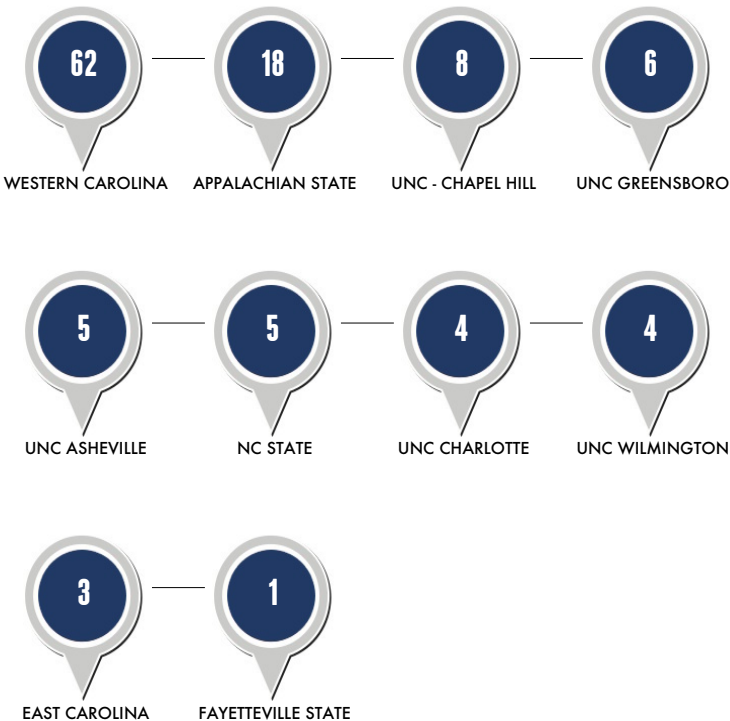 62 18 8 6
WESTERN CAROLINA APPALACHIAN STATE UNC - CHAPEL HILL UNC GREENSBORO
5 5 4 4
UNC ASHEVILLE NC STATE UNC CHARLOTTE UNC WILMINGTON
3 1
EAST CAROLINA FAYETTEVILLE STATE